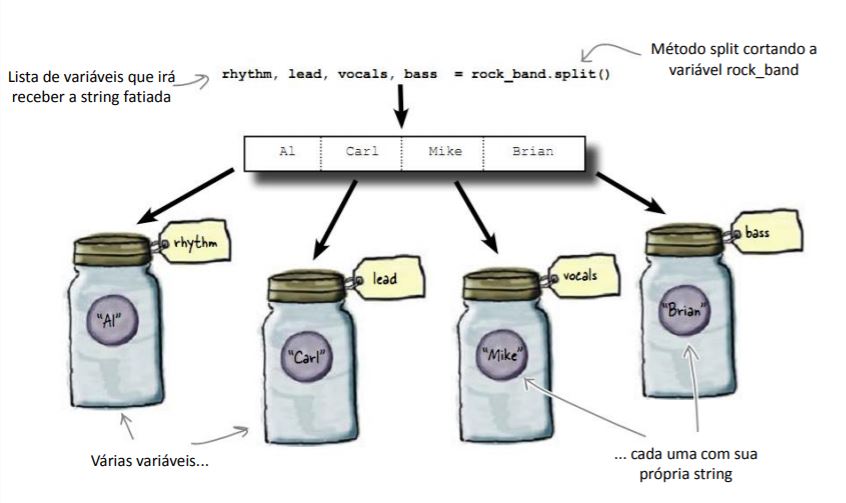 Método split cortando a
variável rock_band
Lista de variáveis que irá
receber a string fatiada
rhythm, lead, vocals, bass = rock_band.split()
Al Carl Mike Brian
rhythm
lead
vocals
bass
"Al"
"Carl"
"Mike"
"Brian"
Várias variáveis...
... cada uma com sua
própria string